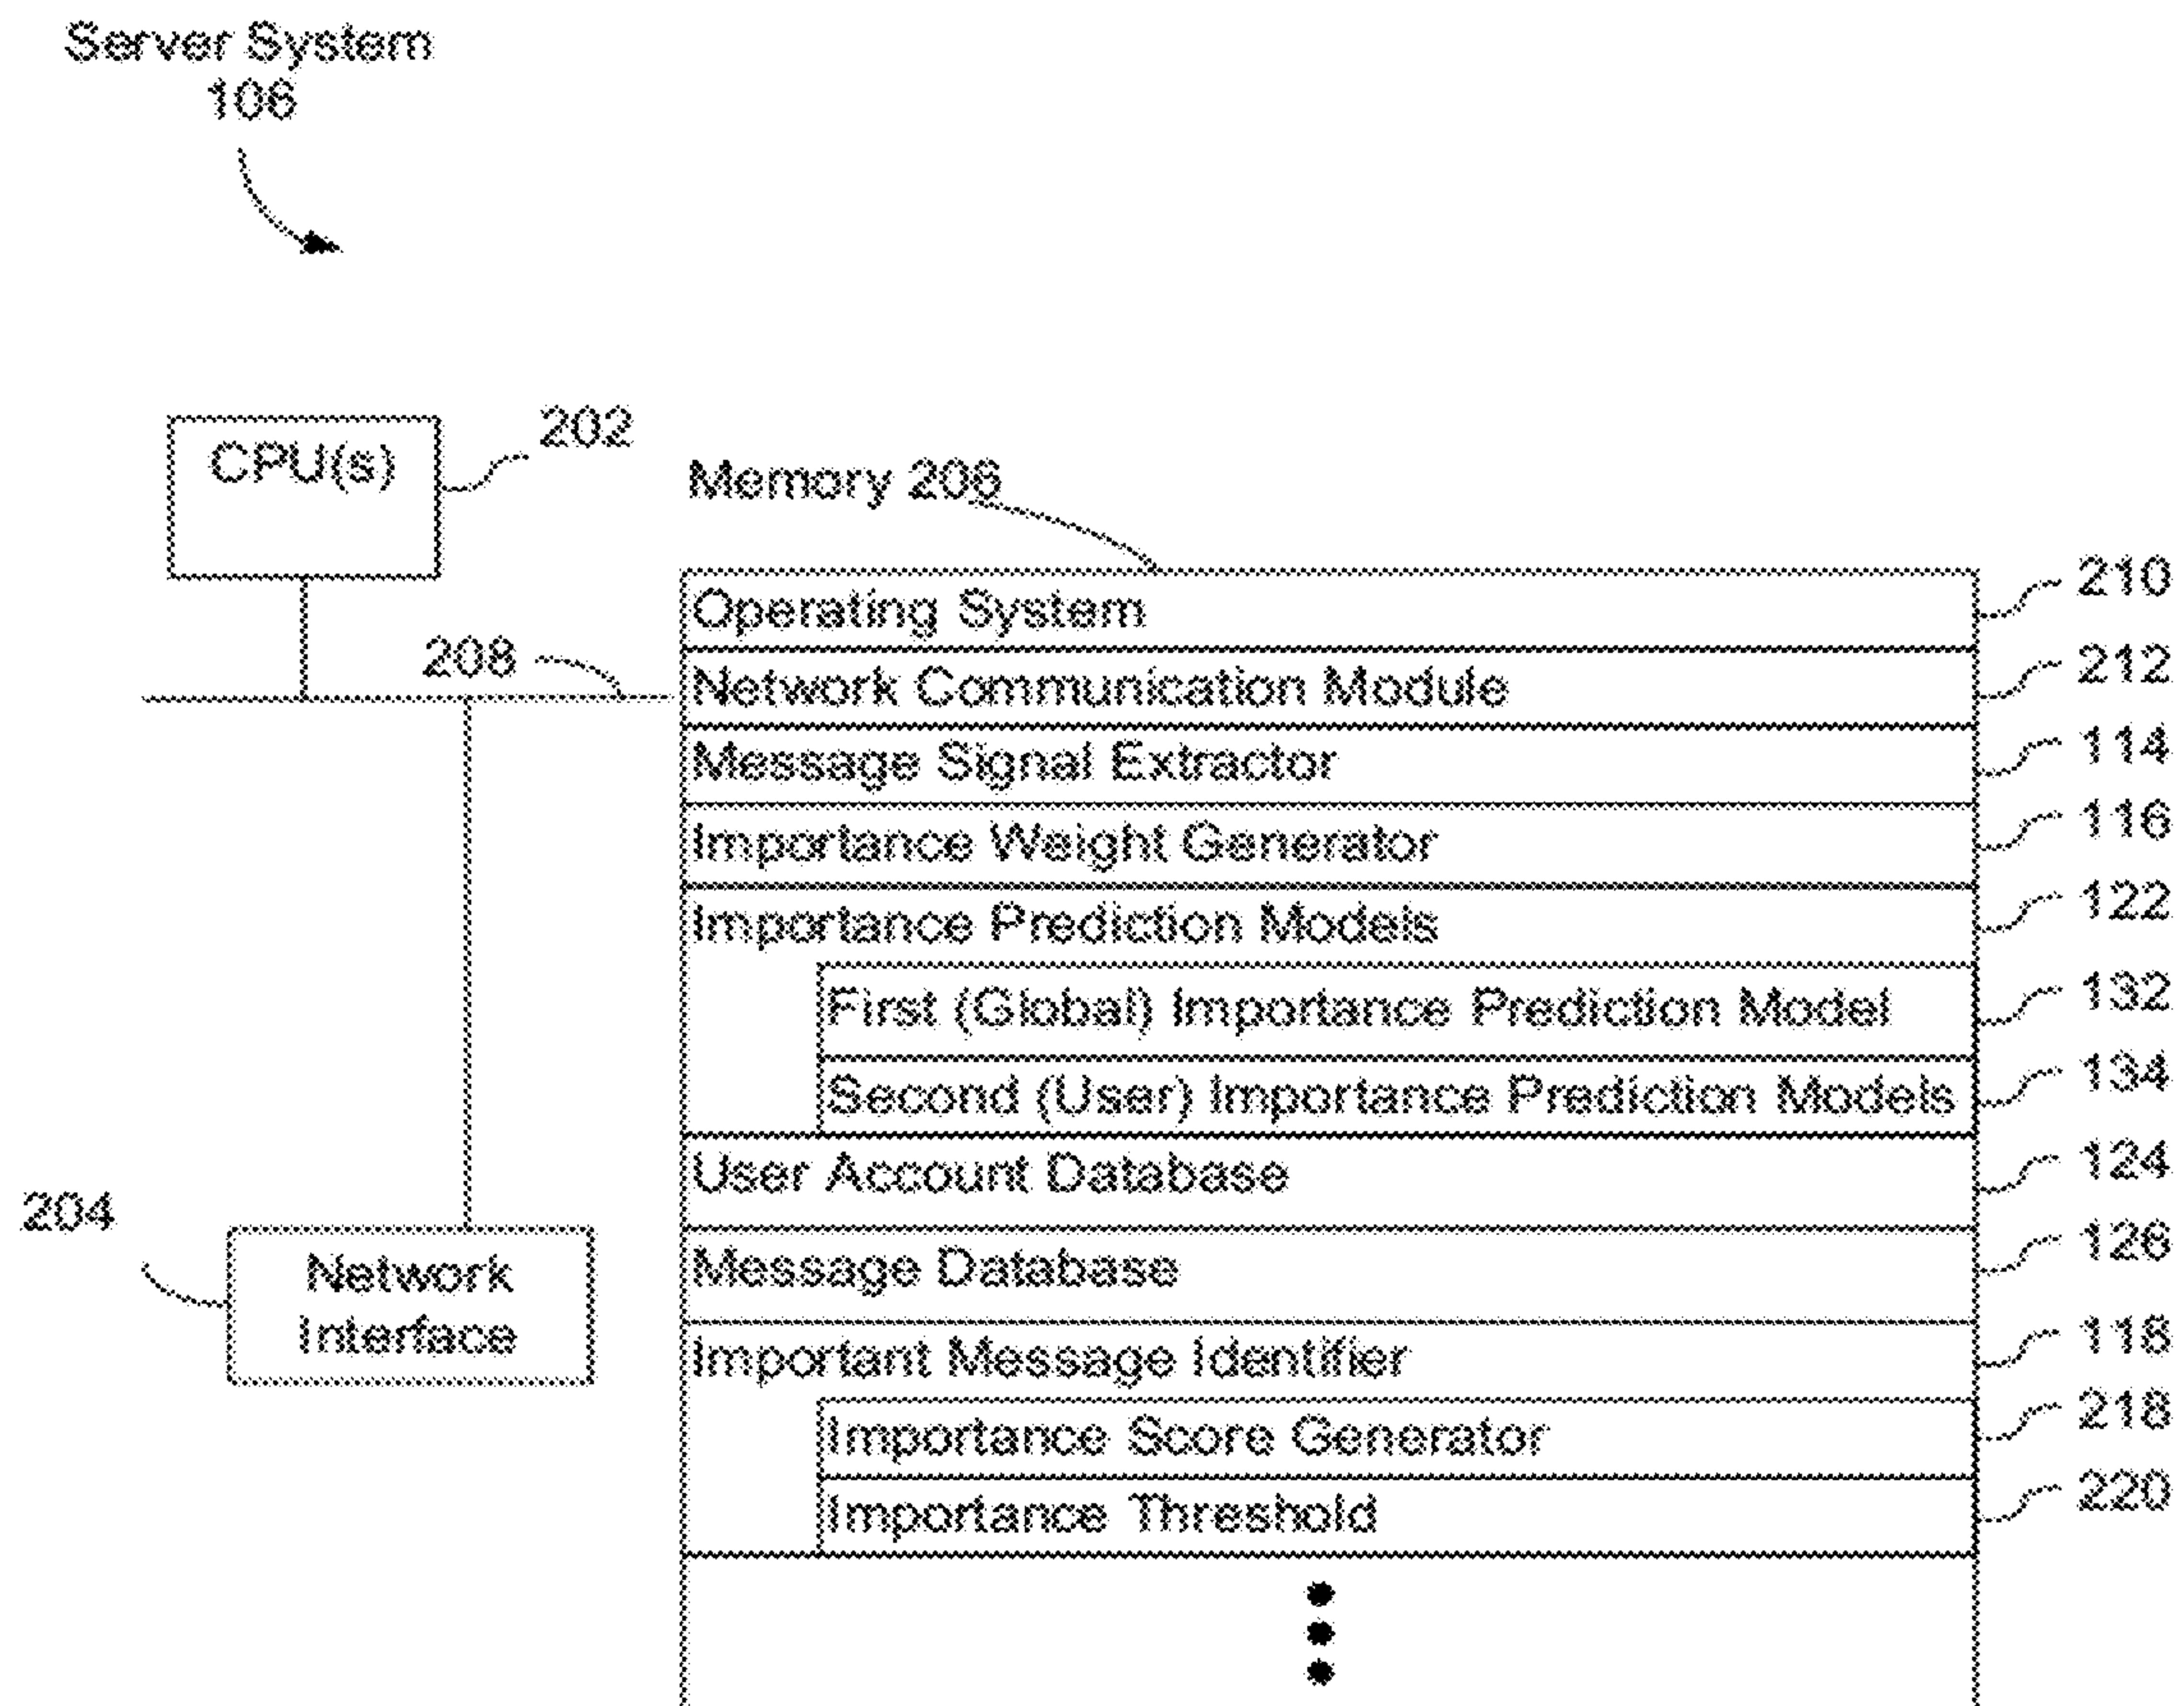 Server System
106
CPU(s)
202
Memory 206
Operating System
210
208
Network Communication Module
212
Message Signal Extractor
114
Importance Weight Generator
116
Importance Prediction Models
122
First (Global) Importance Prediction Model
132
Second (User) Importance Prediction Models
134
User Account Database
124
204
Network
Interface
Message Database
126
Important Message Identifier
118
Importance Score Generator
218
Importance Threshold
220